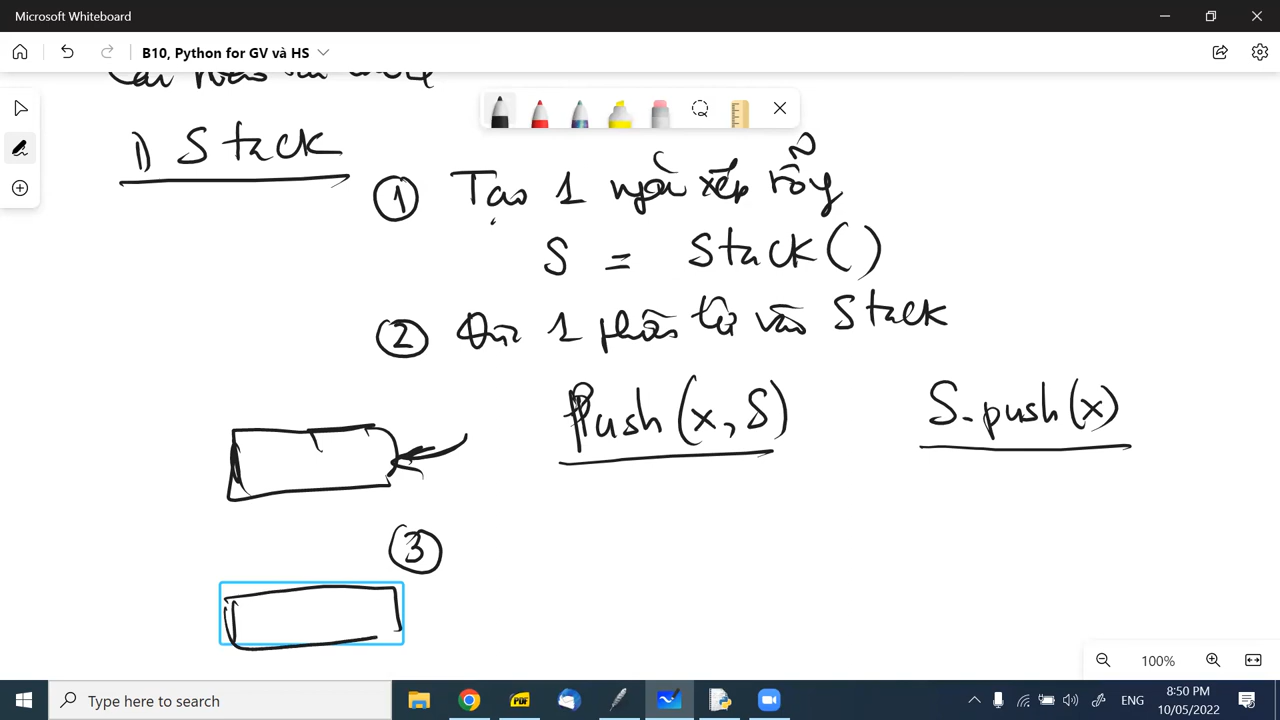 Microsoft Whiteboard
B10, Python for GV và HS
1) Stack
① Tạo 1 ngăn xếp rỗng
S = Stack()
② Đưa 1 phần tử vào Stack
Push(x, S) S.push(x)
③
100%
Type here to search
ENG
8:50 PM
10/05/2022